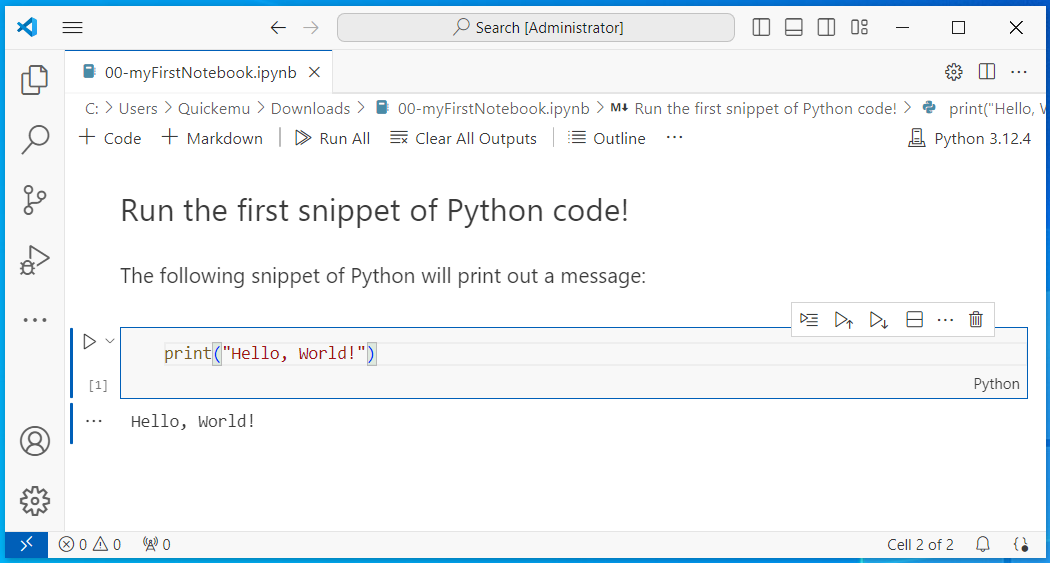 Search [Administrator]
00-myFirstNotebook.ipynb
C: > Users > Quickemu > Downloads > 00-myFirstNotebook.ipynb > M↓ Run the first snippet of Python code! > print("Hello, W
+ Code + Markdown Run All Clear All Outputs Outline ··· Python 3.12.4
Run the first snippet of Python code!
The following snippet of Python will print out a message:
print("Hello, World!")
[1]
Python
Hello, World!
0 0 0 Cell 2 of 2